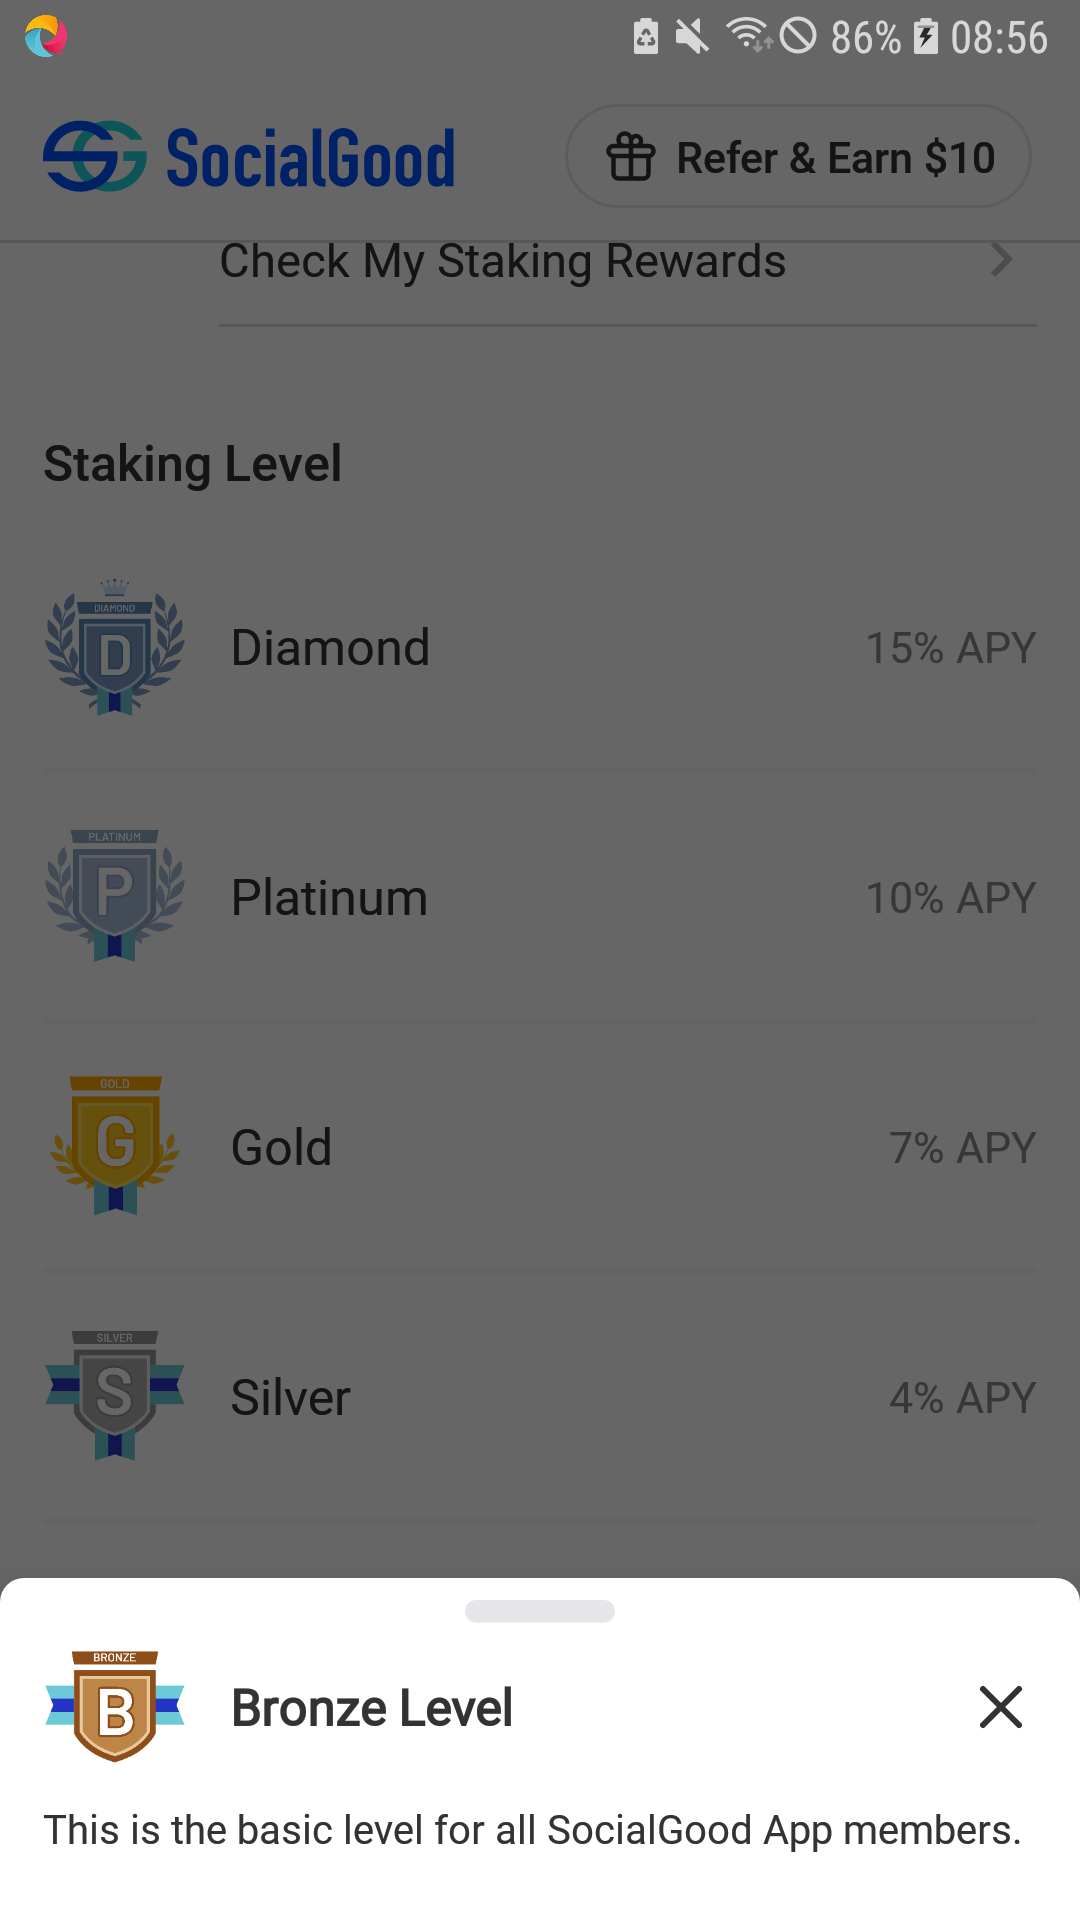 86% 08:56
SocialGood
Refer & Earn $10
Check My Staking Rewards
Staking Level
DIAMOND
D
Diamond
15% APY
PLATINUM
P
Platinum
10% APY
GOLD
G
Gold
7% APY
SILVER
S
Silver
4% APY
BRONZE
B
Bronze Level
This is the basic level for all SocialGood App members.